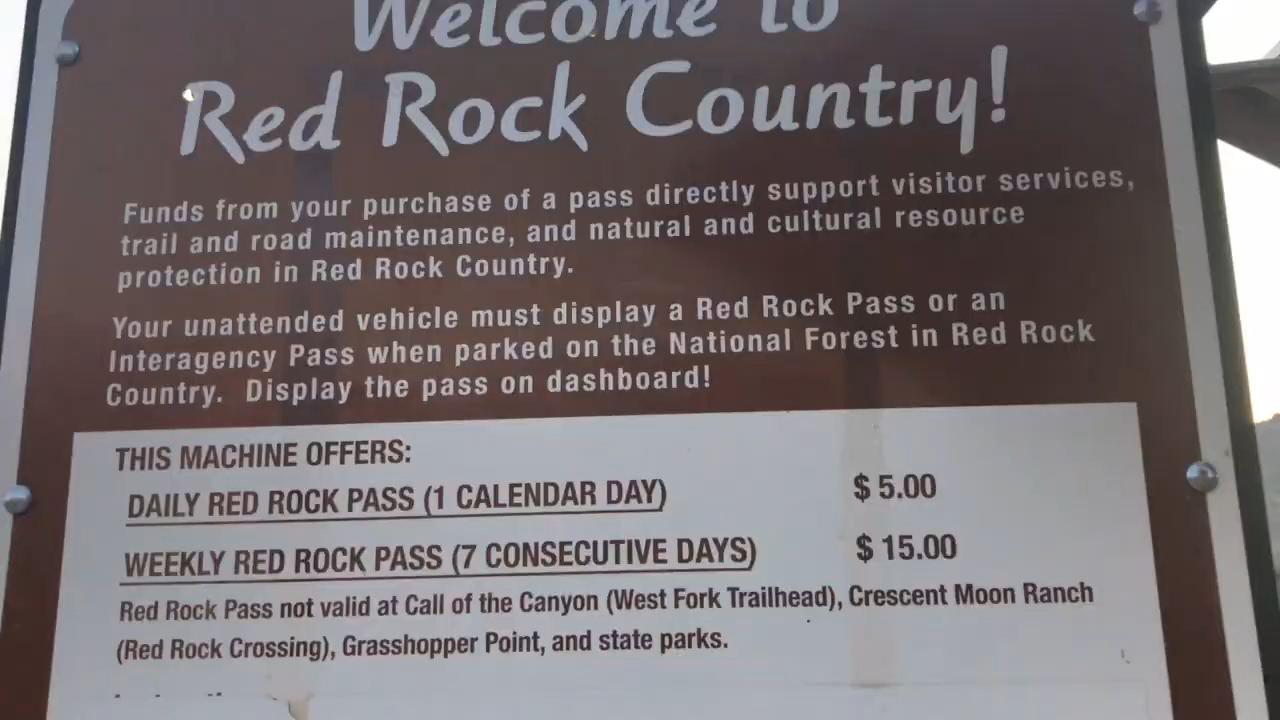 Welcome to
Red Rock Country!
Funds from your purchase of a pass directly support visitor services,
trail and road maintenance, and natural and cultural resource
protection in Red Rock Country.
Your unattended vehicle must display a Red Rock Pass or an
Interagency Pass when parked on the National Forest in Red Rock
Country. Display the pass on dashboard!
THIS MACHINE OFFERS:
DAILY RED ROCK PASS (1 CALENDAR DAY) $ 5.00
WEEKLY RED ROCK PASS (7 CONSECUTIVE DAYS) $ 15.00
Red Rock Pass not valid at Call of the Canyon (West Fork Trailhead), Crescent Moon Ranch
(Red Rock Crossing), Grasshopper Point, and state parks.